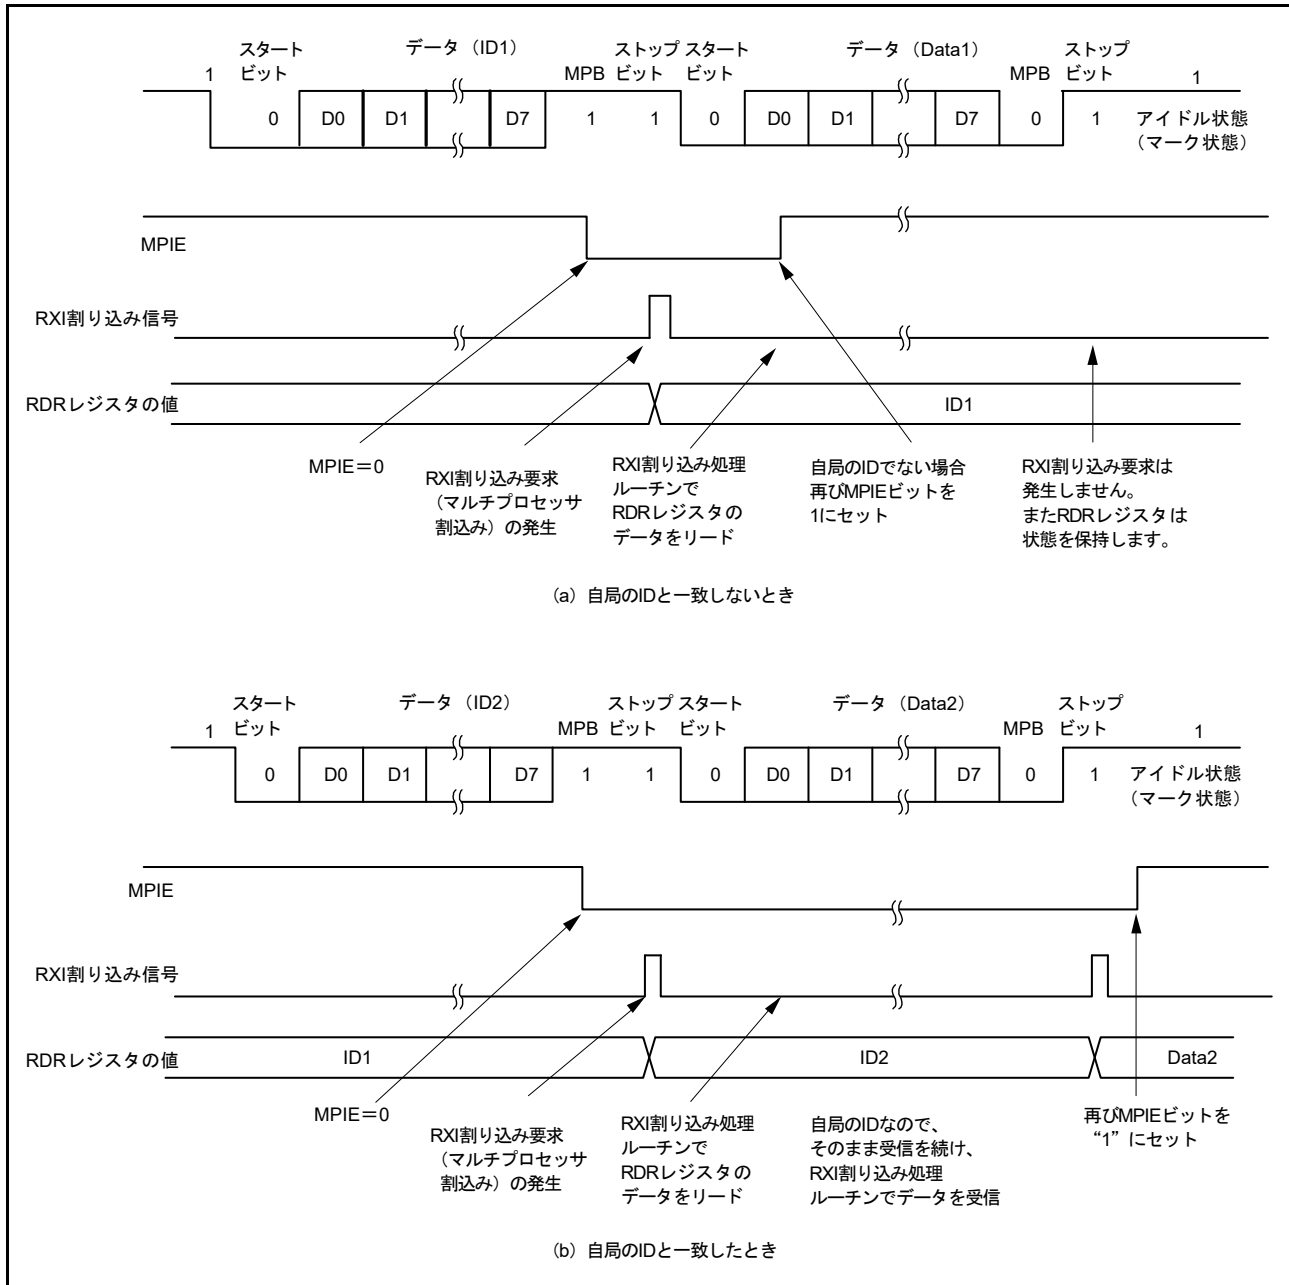 スタート
ビット
データ（ID1）
ストップ
ビット
スタート
ビット
データ（Data1）
ストップ
ビット
1
MPB
MPB
1
0
D0
D1
D7
1
1
0
D0
D1
D7
0
1
アイドル状態
（マーク状態）
MPIE
RXI割り込み信号
RDRレジスタの値
ID1
MPIE＝0
RXI割り込み要求
（マルチプロセッサ
割込み）の発生
RXI割り込み処理
ルーチンで
RDRレジスタの
データをリード
自局のIDでない場合
再びMPIEビットを
1にセット
RXI割り込み要求は
発生しません。
またRDRレジスタは
状態を保持します。
（a）自局のIDと一致しないとき
スタート
ビット
データ（ID2）
ストップ
ビット
スタート
ビット
データ（Data2）
ストップ
ビット
1
MPB
MPB
1
0
D0
D1
D7
1
1
0
D0
D1
D7
0
1
アイドル状態
（マーク状態）
MPIE
RXI割り込み信号
RDRレジスタの値
ID1
ID2
Data2
MPIE＝0
RXI割り込み要求
（マルチプロセッサ
割込み）の発生
RXI割り込み処理
ルーチンで
RDRレジスタの
データをリード
自局のIDなので、
そのまま受信を続け、
RXI割り込み処理
ルーチンでデータを受信
再びMPIEビットを
“1”にセット
（b）自局のIDと一致したとき